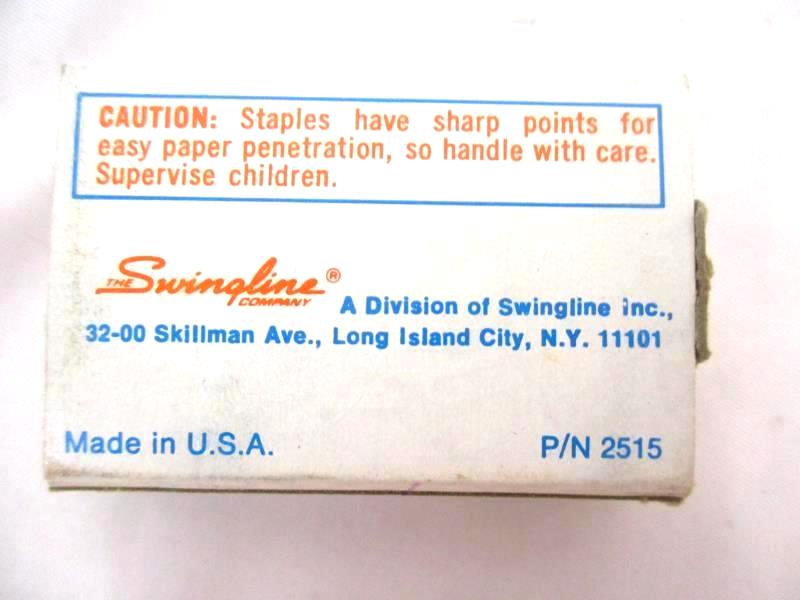 CAUTION: Staples have sharp points for
easy paper penetration, so handle with care.
Supervise children.
THE Swingline®
COMPANY
A Division of Swingline Inc.,
32-00 Skillman Ave., Long Island City, N.Y. 11101
Made in U.S.A.
P/N 2515